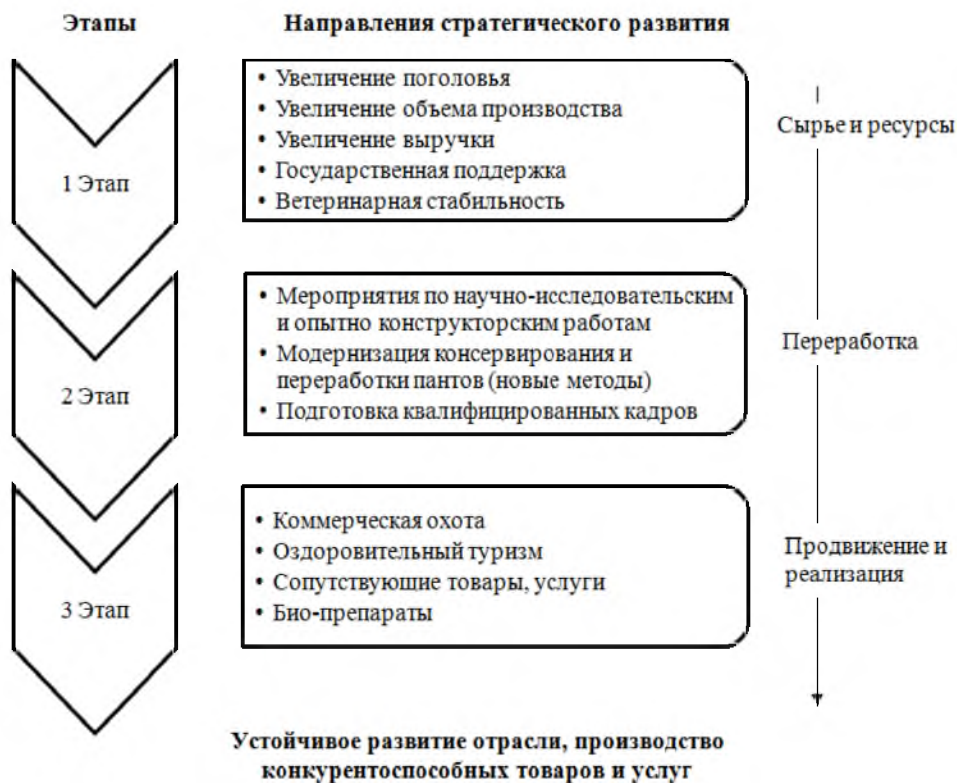 Этапы
Направления стратегического развития
1 Этап
• Увеличение поголовья
• Увеличение объема производства
• Увеличение выручки
• Государственная поддержка
• Ветеринарная стабильность
Сырье и ресурсы
2 Этап
• Мероприятия по научно-исследовательским
и опытно конструкторским работам
• Модернизация консервирования и
переработки пантов (новые методы)
• Подготовка квалифицированных кадров
Переработка
3 Этап
• Коммерческая охота
• Оздоровительный туризм
• Сопутствующие товары, услуги
• Био-препараты
Продвижение и
реализация
Устойчивое развитие отрасли, производство
конкурентоспособных товаров и услуг